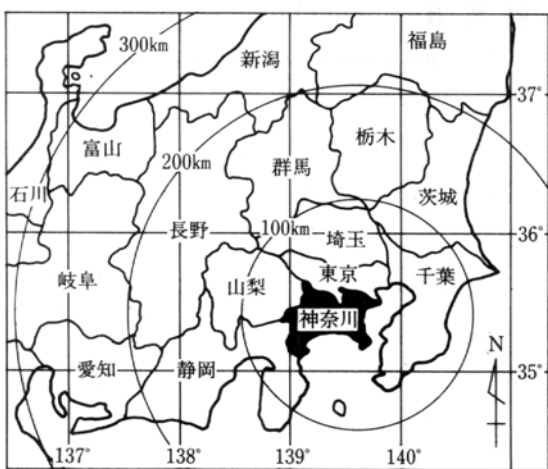 300km
新潟
福島
37°
富山
200km
栃木
群馬
石川
茨城
100km
長野
埼玉
36°
岐阜
山梨
東京
千葉
神奈川
N
愛知
静岡
35°
137°
138°
139°
140°